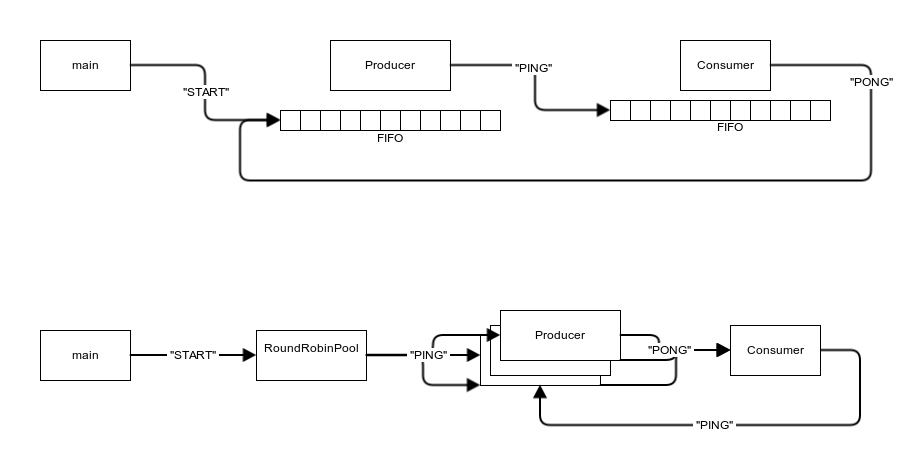 main
"START"
Producer
"PING"
Consumer
"PONG"
FIFO
FIFO
main
"START"
RoundRobinPool
"PING"
Producer
"PONG"
Consumer
"PING"